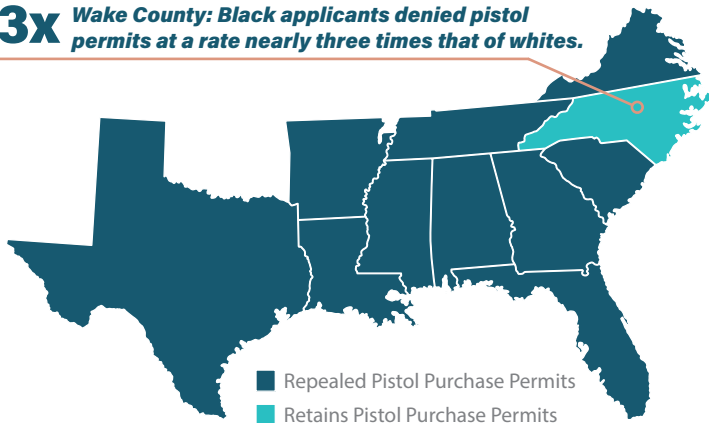 3x Wake County: Black applicants denied pistol
permits at a rate nearly three times that of whites.
Repealed Pistol Purchase Permits
Retains Pistol Purchase Permits